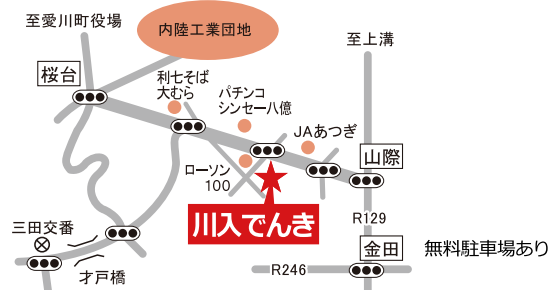 至愛川町役場
内陸工業団地
至上溝
桜台
利七そば
大むら
パチンコ
シンセー八億
JAあつぎ
山際
ローソン
100
川入でんき
R129
三田交番
金田
無料駐車場あり
才戸橋
R246